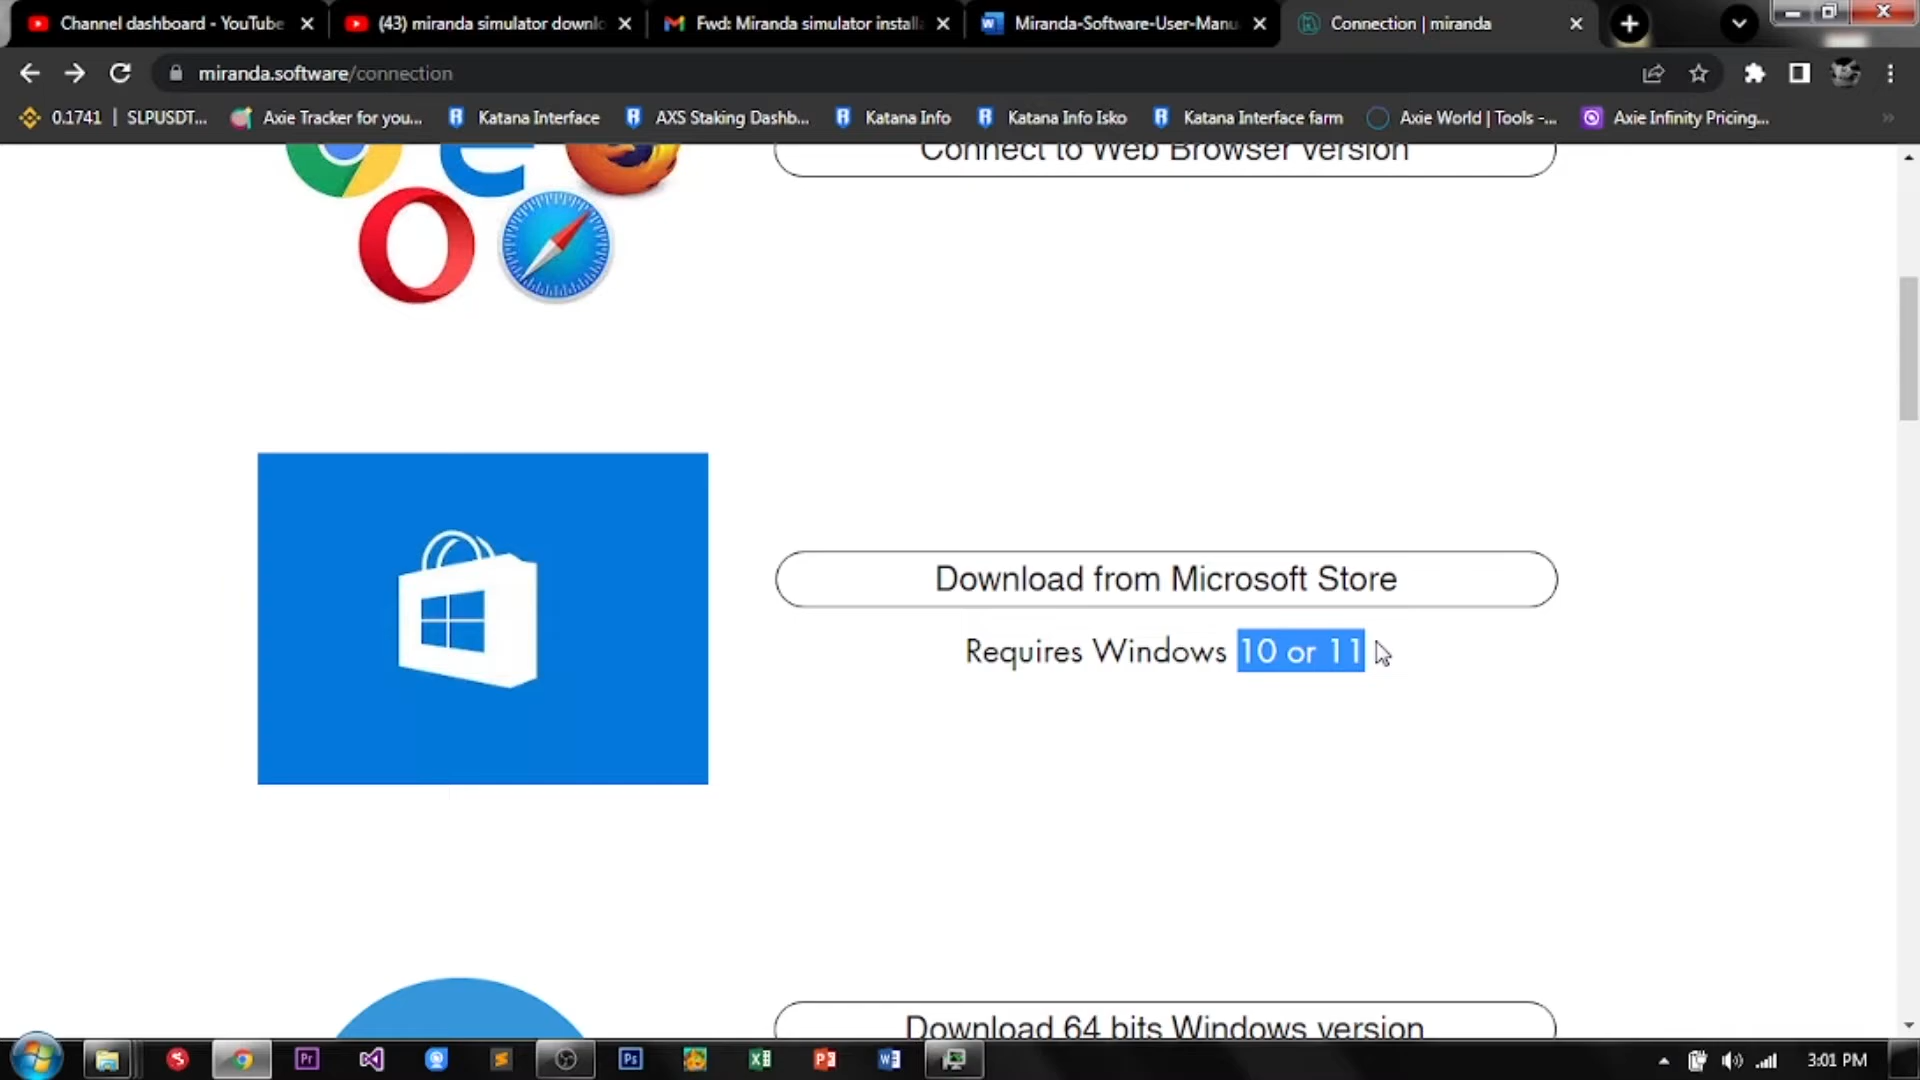 Channel dashboard - YouTube
(43) miranda simulator downlo
Fwd: Miranda simulator install
Miranda-Software-User-Manu
Connection | miranda
miranda.software/connection
0.1741 | SLPUSDT...
Axie Tracker for you...
Katana Interface
AXS Staking Dashb...
Katana Info
Katana Info Isko
Katana Interface farm
Axie World | Tools -...
Axie Infinity Pricing...
Connect to Web Browser version
Download from Microsoft Store
Requires Windows 10 or 11
Download 64 bits Windows version
3:01 PM